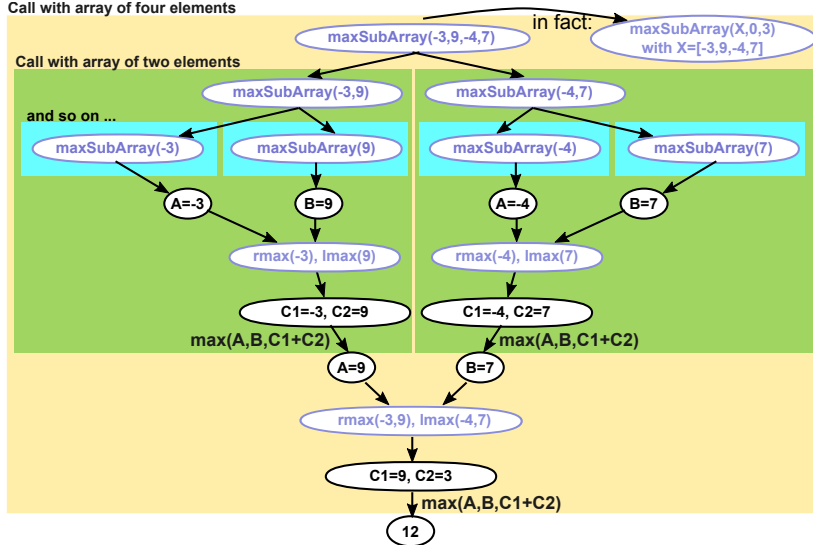 Call with array of four elements
in fact:
maxSubArray(X,0,3)
with X=[-3,9,-4,7]
maxSubArray(-3,9,-4,7)
Call with array of two elements
maxSubArray(-3,9)
maxSubArray(-4,7)
and so on ...
maxSubArray(-3)
maxSubArray(9)
maxSubArray(-4)
maxSubArray(7)
A=-3
B=9
A=-4
B=7
rmax(-3), lmax(9)
rmax(-4), lmax(7)
C1=-3, C2=9
C1=-4, C2=7
max(A,B,C1+C2)
max(A,B,C1+C2)
A=9
B=7
rmax(-3,9), lmax(-4,7)
C1=9, C2=3
max(A,B,C1+C2)
12